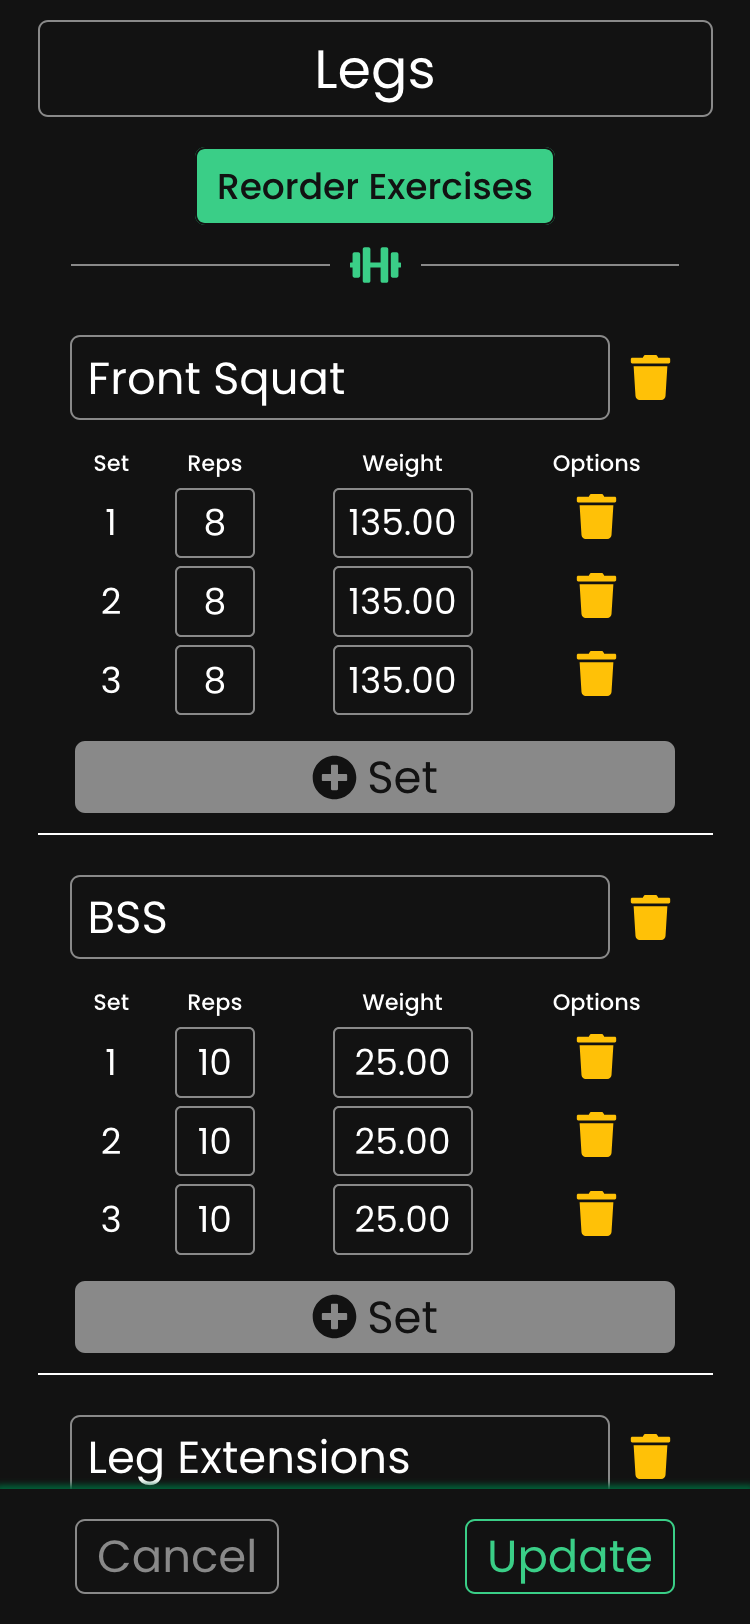 Legs
Reorder Exercises
Front Squat
Set Reps Weight Options
1 8 135.00
2 8 135.00
3 8 135.00
Set
BSS
Set Reps Weight Options
1 10 25.00
2 10 25.00
3 10 25.00
Set
Leg Extensions
Cancel Update